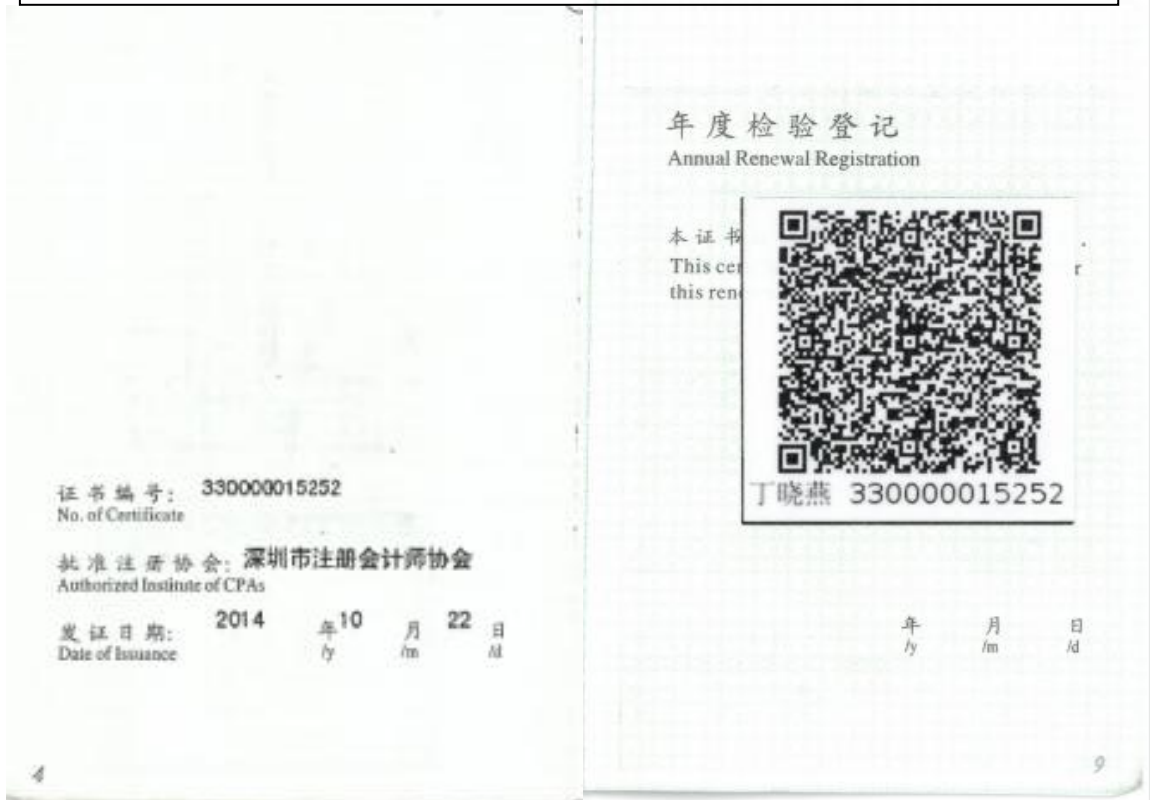 证书编号： 330000015252
No. of Certificate
批准注册协会： 深圳市注册会计师协会
Authorized Institute of CPAs
发证日期： 2014 年 10 月 22 日
Date of Issuance /y /m /d
4
年度检验登记
Annual Renewal Registration
本证书
This cer r
this rene
丁晓燕 330000015252
年 月 日
/y /m /d
9